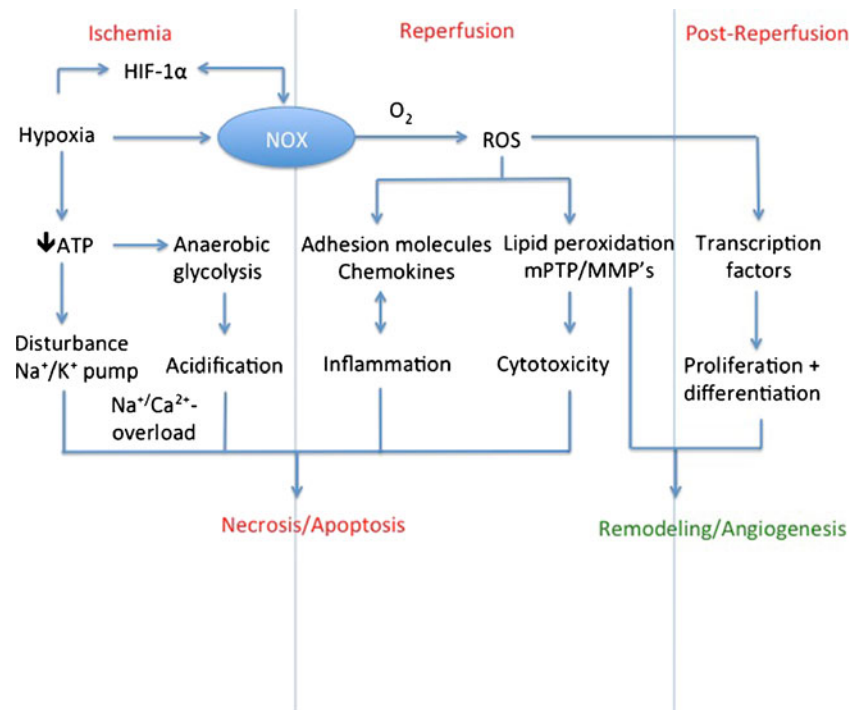 Ischemia
Reperfusion
Post-Reperfusion
HIF-1α
Hypoxia
NOX
O₂
ROS
↓ATP
Anaerobic
glycolysis
Adhesion molecules
Chemokines
Lipid peroxidation
mPTP/MMP's
Transcription
factors
Disturbance
Na⁺/K⁺ pump
Acidification
Inflammation
Cytotoxicity
Proliferation +
differentiation
Na⁺/Ca²⁺-
overload
Necrosis/Apoptosis
Remodeling/Angiogenesis